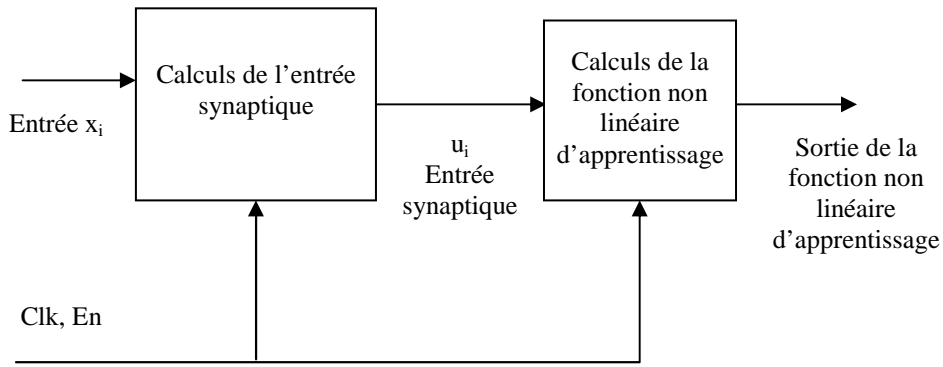 Calculs de l’entrée
synaptique
Calculs de la
fonction non
linéaire
d’apprentissage
Entrée xi
ui
Entrée
synaptique
Sortie de la
fonction non
linéaire
d’apprentissage
Clk, En